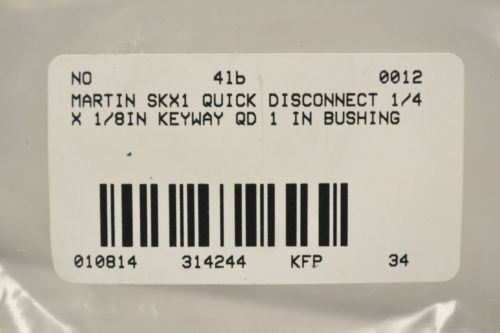 NO 4lb 0012
MARTIN SKX1 QUICK DISCONNECT 1/4
X 1/8IN KEYWAY QD 1 IN BUSHING
010814 314244 KFP 34